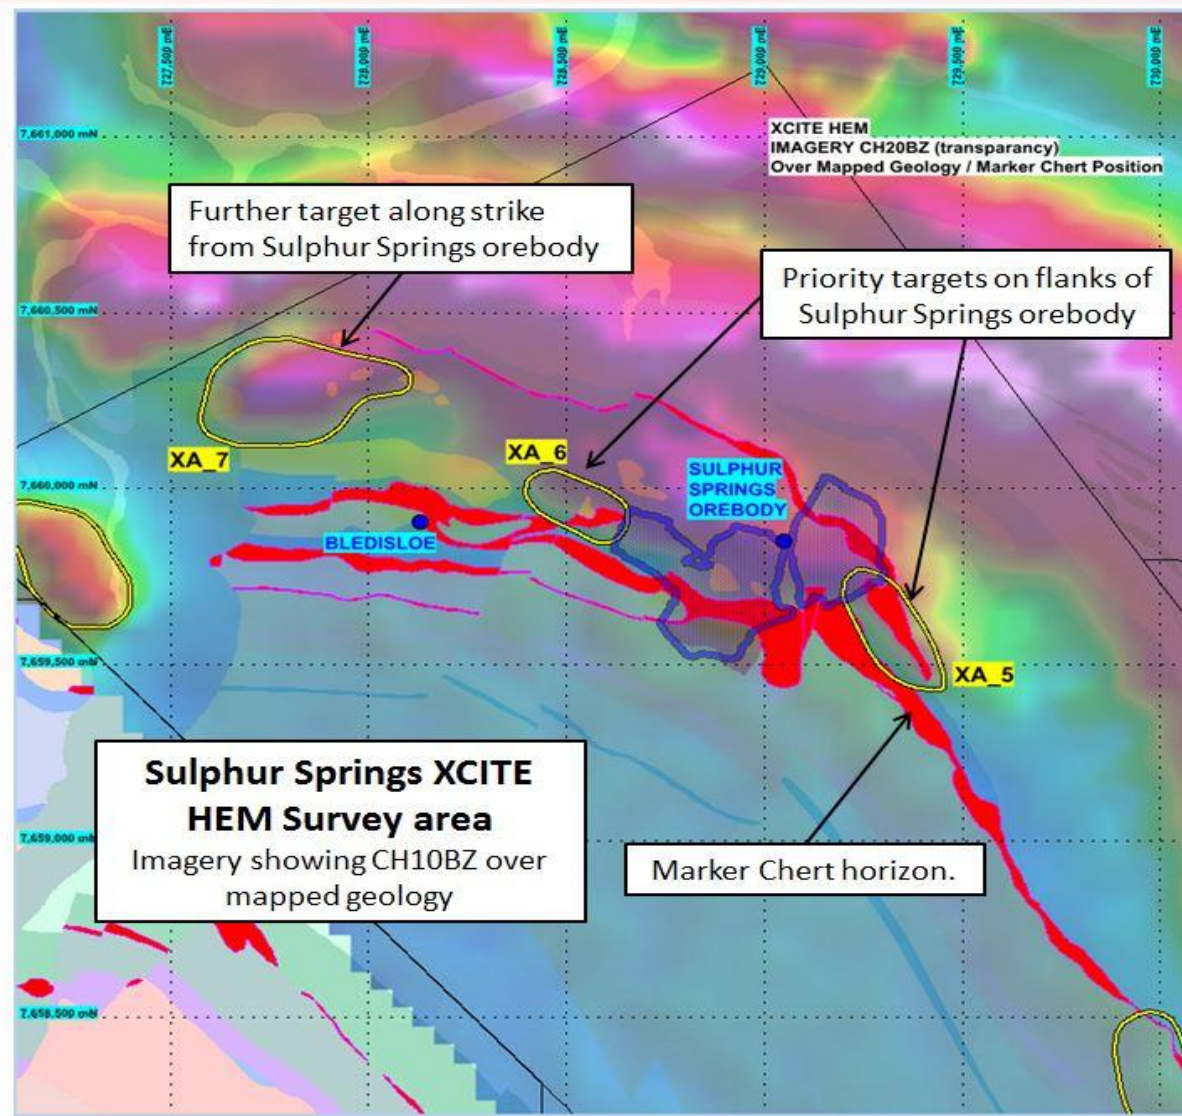 727,500 mE
728,000 mE
728,500 mE
729,000 mE
729,500 mE
730,000 mE
7,661,000 mN
XCITE HEM
IMAGERY CH20BZ (transparancy)
Over Mapped Geology / Marker Chert Position
Further target along strike
from Sulphur Springs orebody
Priority targets on flanks of
Sulphur Springs orebody
7,660,500 mN
XA_7
XA_6
SULPHUR
SPRINGS
OREBODY
7,660,000 mN
BLEDISLOE
7,659,500 mN
XA_5
Sulphur Springs XCITE
HEM Survey area
Imagery showing CH10BZ over
mapped geology
7,659,000 mN
Marker Chert horizon.
7,658,500 mN